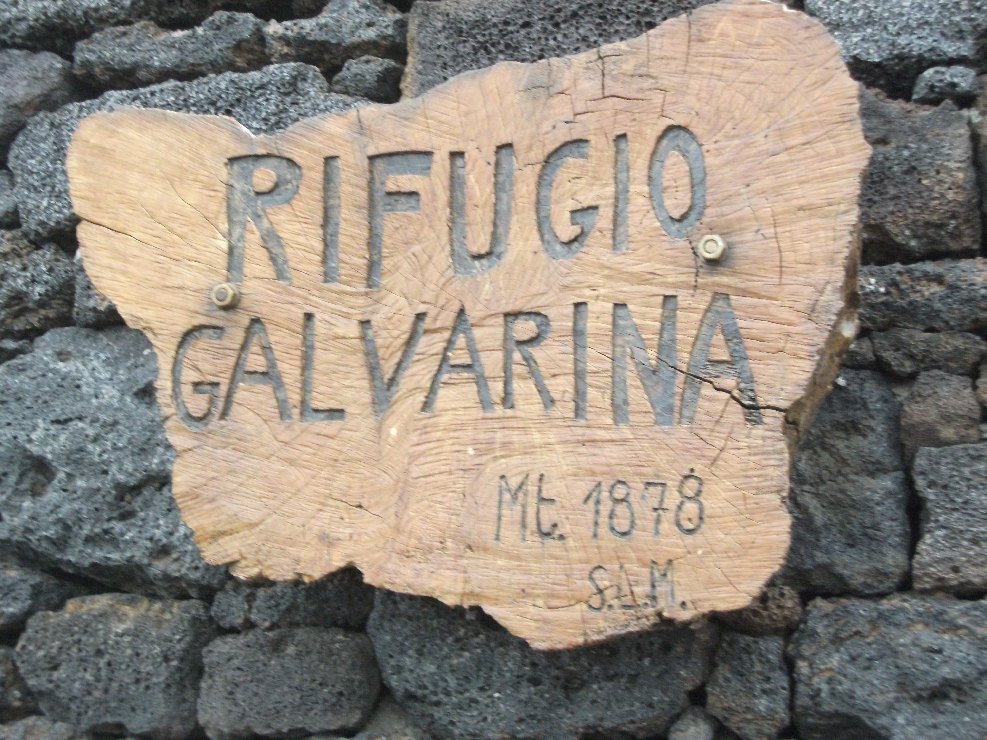 RIFUGIO
GALVARINA
Mt. 1878
S.A.M.